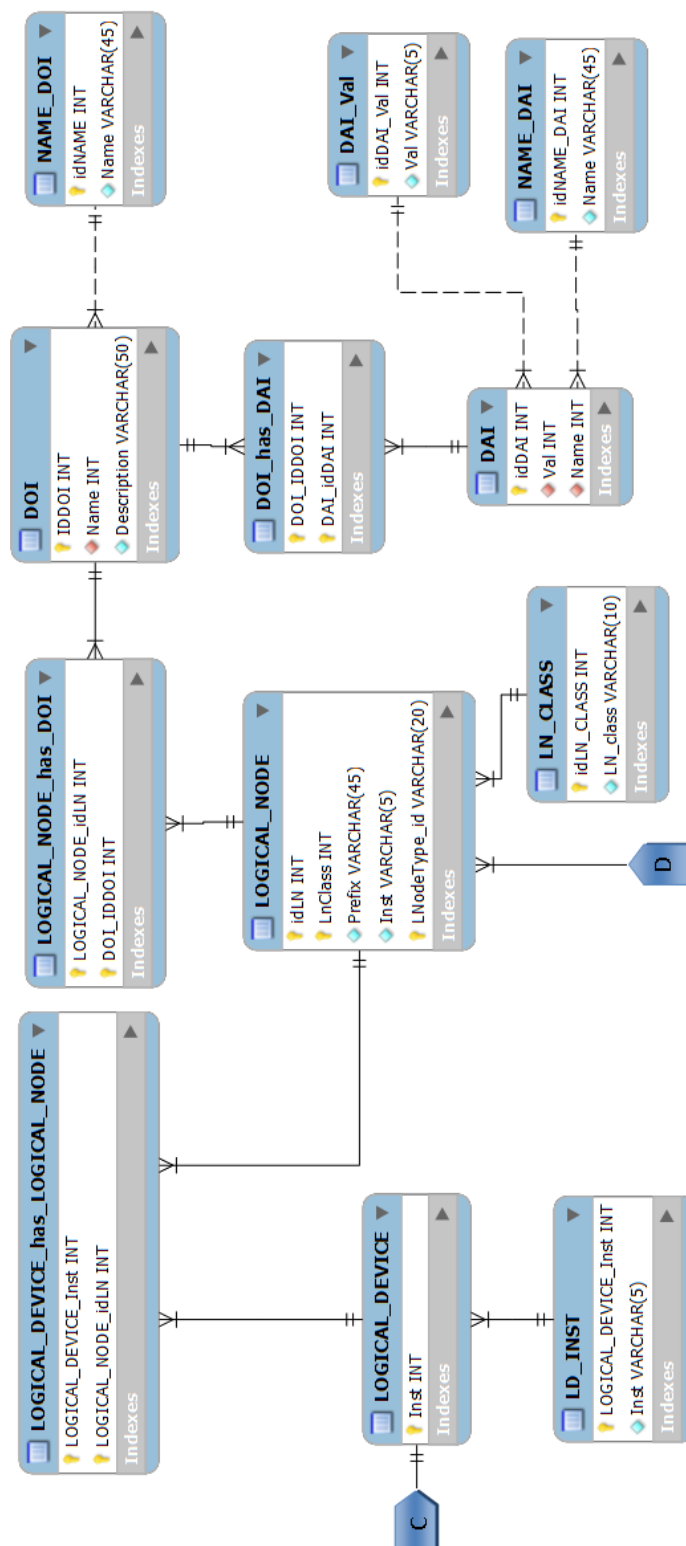 LOGICAL_DEVICE_has_LOGICAL_NODE
LOGICAL_DEVICE_Inst INT
LOGICAL_NODE_idLN INT
Indexes
LOGICAL_NODE_has_DOI
LOGICAL_NODE_idLN INT
DOI_IDDOI INT
Indexes
DOI
IDDOI INT
Name INT
Description VARCHAR(50)
Indexes
NAME_DOI
idNAME INT
Name VARCHAR(45)
Indexes
LOGICAL_DEVICE
Inst INT
Indexes
LOGICAL_NODE
idLN INT
LnClass INT
Prefix VARCHAR(45)
Inst VARCHAR(5)
LNodeType_id VARCHAR(20)
Indexes
DOI_has_DAI
DOI_IDDOI INT
DAI_idDAI INT
Indexes
DAI_Val
idDAI_Val INT
Val VARCHAR(5)
Indexes
C
LD_INST
LOGICAL_DEVICE_Inst INT
Inst VARCHAR(5)
Indexes
D
LN_CLASS
idLN_CLASS INT
LN_class VARCHAR(10)
Indexes
DAI
idDAI INT
Val INT
Name INT
Indexes
NAME_DAI
idNAME_DAI INT
Name VARCHAR(45)
Indexes